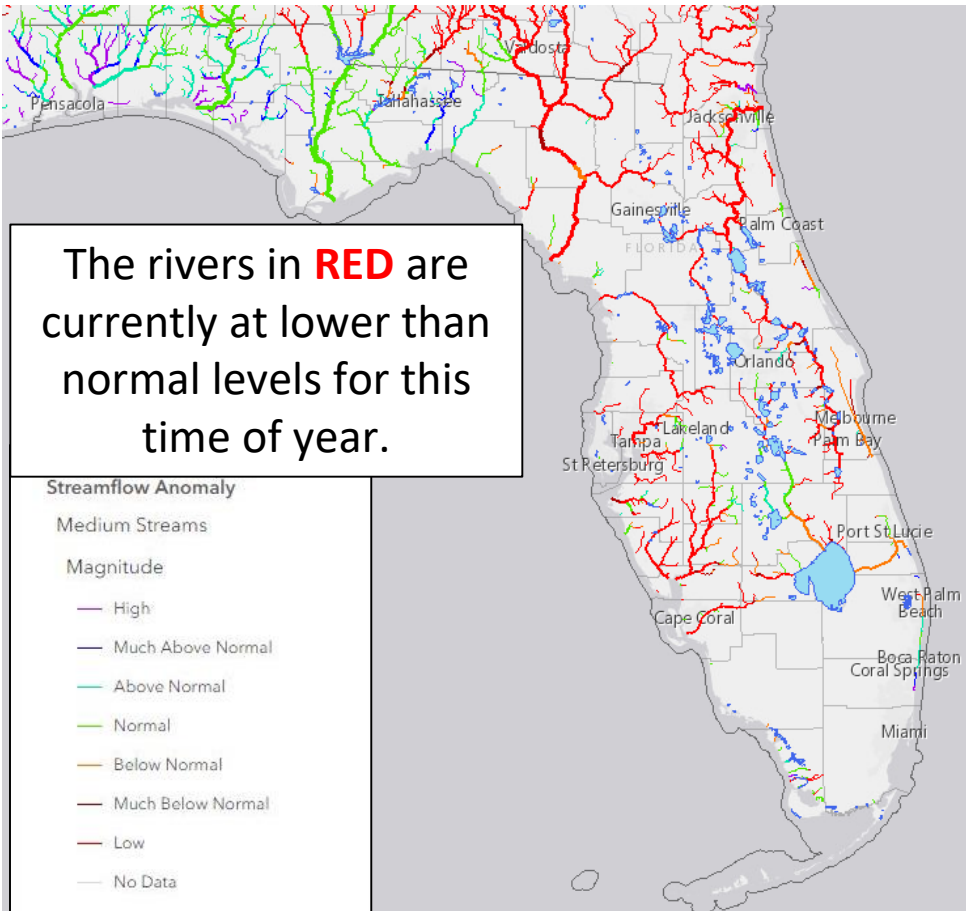 Valdosta
Pensacola
Tallahassee
Jacksonville
Gainesville
Palm Coast
FLORIDA
The rivers in RED are
currently at lower than
normal levels for this
time of year.
Orlando
Melbourne
Lakeland
Tampa
Palm Bay
St Petersburg
Streamflow Anomaly
Medium Streams
Port St Lucie
Magnitude
High
West Palm
Beach
Cape Coral
Much Above Normal
Boca Raton
Coral Springs
Above Normal
Normal
Miami
Below Normal
Much Below Normal
Low
No Data